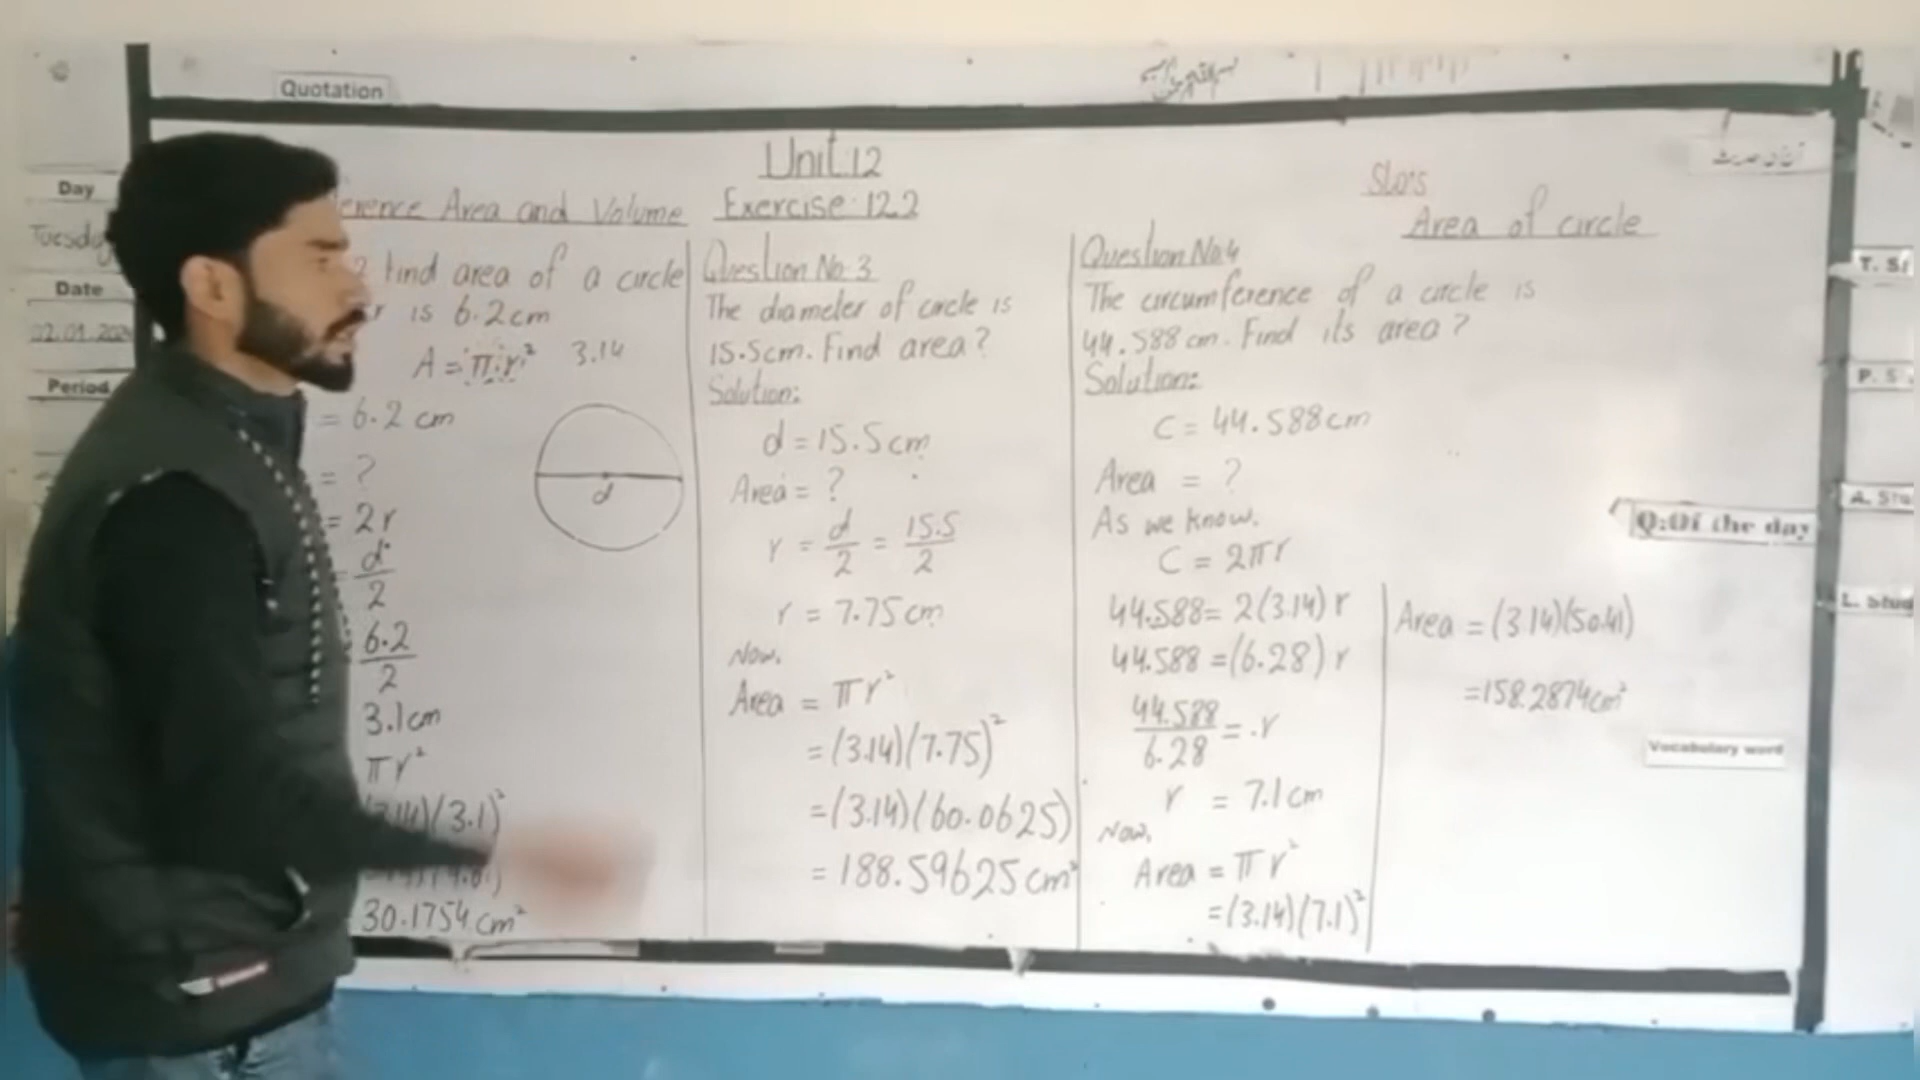 Quotation
Unit.12
Slo's
Exercise 12.2
Area of circle
Area and Volume
Day
Date
Period
find area of a circle
r is 6.2cm
A = π.r² 3.14
= 6.2 cm
= ?
= 2r
d
2
6.2
2
3.1cm
πr²
(3.1)²
30.1754 cm²
d
Question No: 3
The diameter of circle is
15.5cm. Find area?
Solution:
d = 15.5cm
Area = ?
r = d/2 = 15.5/2
r = 7.75cm
Now,
Area = πr²
= (3.14)(7.75)²
= (3.14)(60.0625)
= 188.59625cm²
Question No.4
The circumference of a circle is
44.588 cm. Find its area?
Solution:
C = 44.588cm
Area = ?
As we know.
C = 2πr
44.588= 2(3.14) r
44.588 =(6.28) r
44.588/6.28 = r
r = 7.1cm
Now,
Area = πr²
=(3.14)(7.1)²
Area = (3.14)(50.41)
=158.2874cm²
Q:Of the day
Vocabulary word